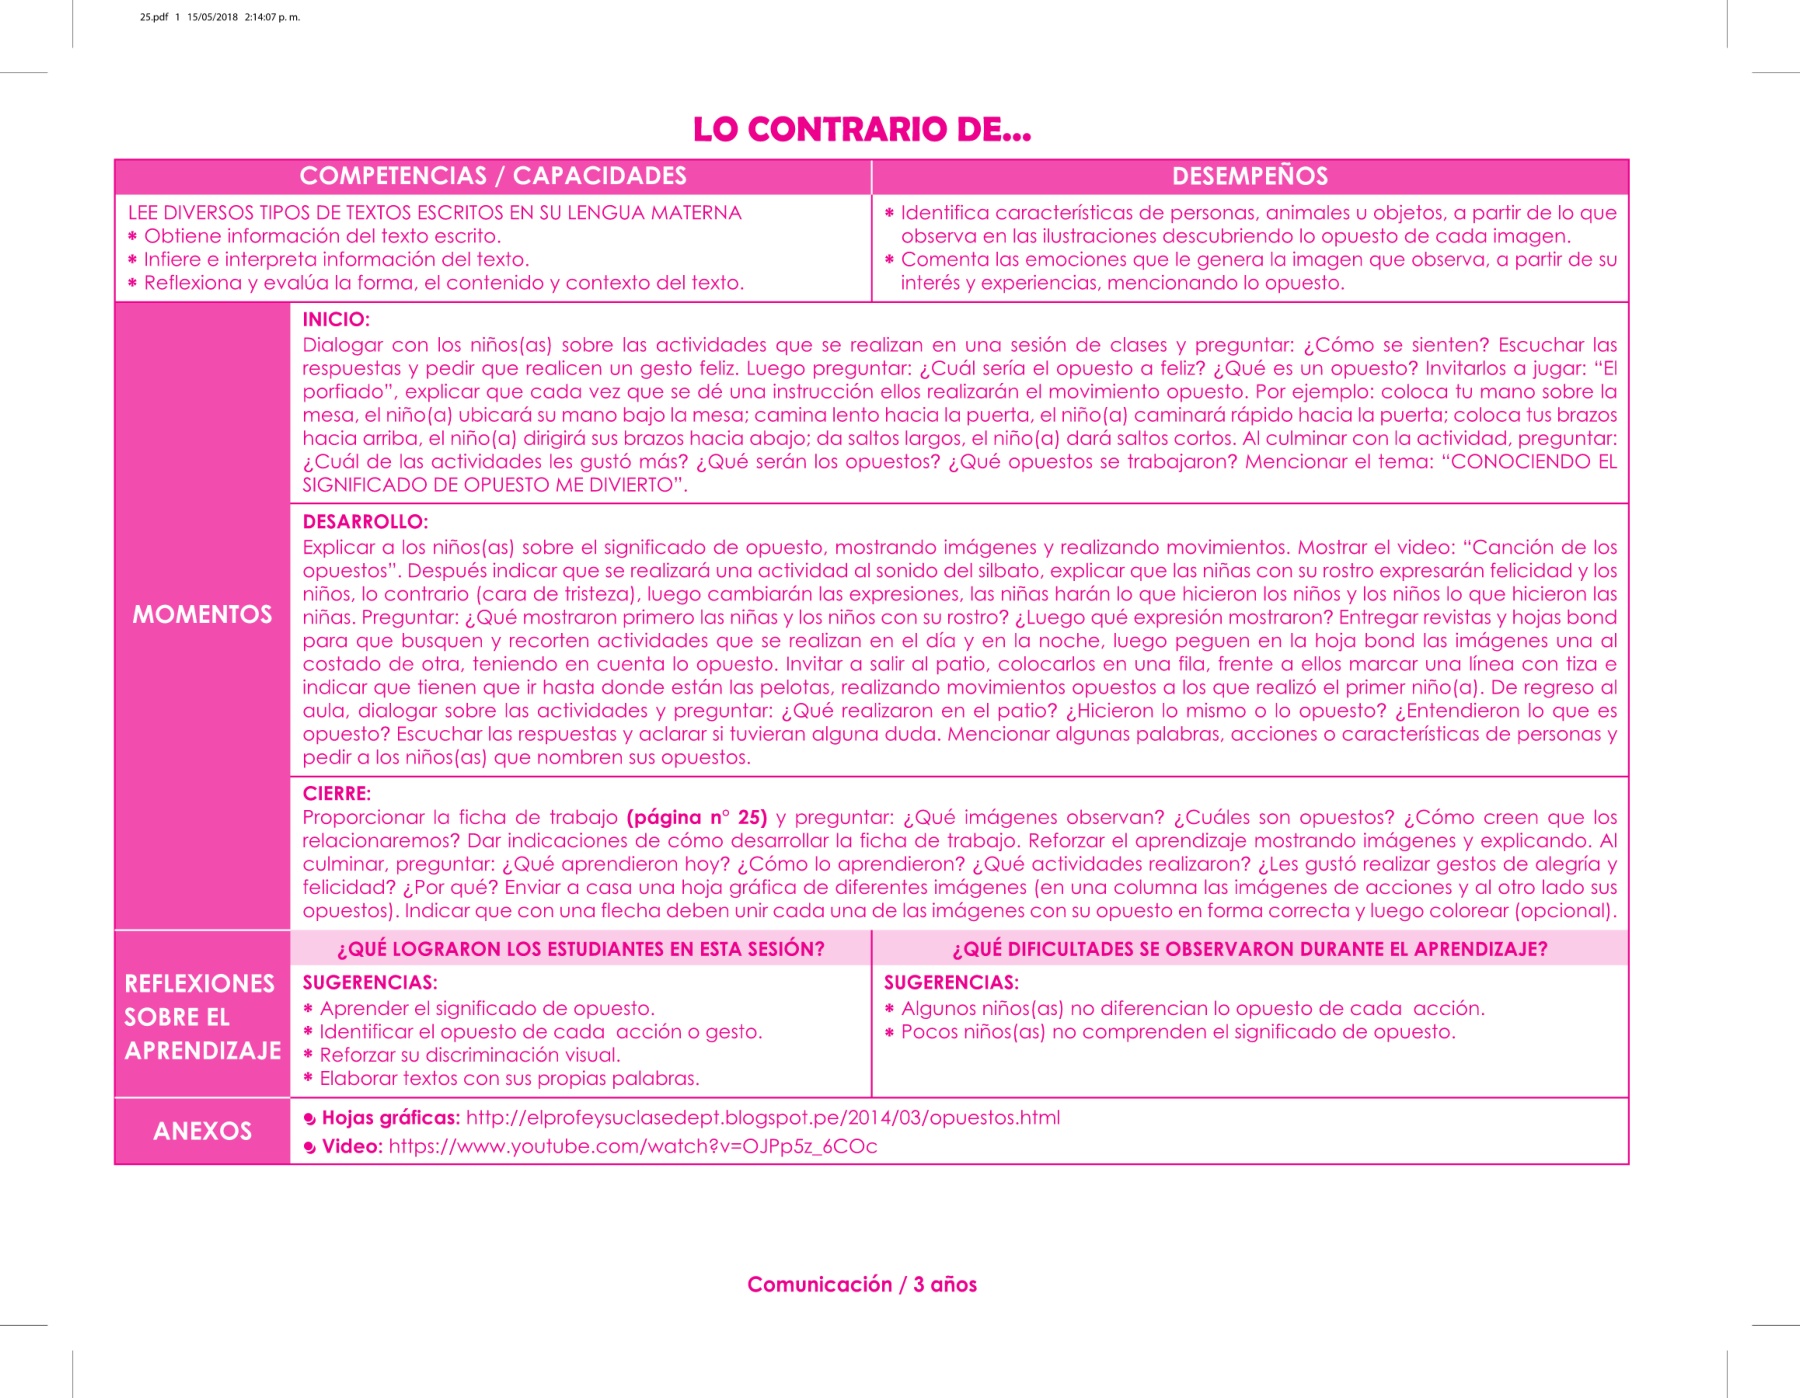 25.pdf 1 15/05/2018 2:14:07 p. m.
LO CONTRARIO DE...
COMPETENCIAS / CAPACIDADES
DESEMPEÑOS
LEE DIVERSOS TIPOS DE TEXTOS ESCRITOS EN SU LENGUA MATERNA
* Obtiene información del texto escrito.
* Infiere e interpreta información del texto.
* Reflexiona y evalúa la forma, el contenido y contexto del texto.
* Identifica características de personas, animales u objetos, a partir de lo que
observa en las ilustraciones descubriendo lo opuesto de cada imagen.
* Comenta las emociones que le genera la imagen que observa, a partir de su
interés y experiencias, mencionando lo opuesto.
MOMENTOS
INICIO:
Dialogar con los niños(as) sobre las actividades que se realizan en una sesión de clases y preguntar: ¿Cómo se sienten? Escuchar las
respuestas y pedir que realicen un gesto feliz. Luego preguntar: ¿Cuál sería el opuesto a feliz? ¿Qué es un opuesto? Invitarlos a jugar: “El
porfiado”, explicar que cada vez que se dé una instrucción ellos realizarán el movimiento opuesto. Por ejemplo: coloca tu mano sobre la
mesa, el niño(a) ubicará su mano bajo la mesa; camina lento hacia la puerta, el niño(a) caminará rápido hacia la puerta; coloca tus brazos
hacia arriba, el niño(a) dirigirá sus brazos hacia abajo; da saltos largos, el niño(a) dará saltos cortos. Al culminar con la actividad, preguntar:
¿Cuál de las actividades les gustó más? ¿Qué serán los opuestos? ¿Qué opuestos se trabajaron? Mencionar el tema: “CONOCIENDO EL
SIGNIFICADO DE OPUESTO ME DIVIERTO”.
DESARROLLO:
Explicar a los niños(as) sobre el significado de opuesto, mostrando imágenes y realizando movimientos. Mostrar el video: “Canción de los
opuestos”. Después indicar que se realizará una actividad al sonido del silbato, explicar que las niñas con su rostro expresarán felicidad y los
niños, lo contrario (cara de tristeza), luego cambiarán las expresiones, las niñas harán lo que hicieron los niños y los niños lo que hicieron las
niñas. Preguntar: ¿Qué mostraron primero las niñas y los niños con su rostro? ¿Luego qué expresión mostraron? Entregar revistas y hojas bond
para que busquen y recorten actividades que se realizan en el día y en la noche, luego peguen en la hoja bond las imágenes una al
costado de otra, teniendo en cuenta lo opuesto. Invitar a salir al patio, colocarlos en una fila, frente a ellos marcar una línea con tiza e
indicar que tienen que ir hasta donde están las pelotas, realizando movimientos opuestos a los que realizó el primer niño(a). De regreso al
aula, dialogar sobre las actividades y preguntar: ¿Qué realizaron en el patio? ¿Hicieron lo mismo o lo opuesto? ¿Entendieron lo que es
opuesto? Escuchar las respuestas y aclarar si tuvieran alguna duda. Mencionar algunas palabras, acciones o características de personas y
pedir a los niños(as) que nombren sus opuestos.
CIERRE:
Proporcionar la ficha de trabajo (página n° 25) y preguntar: ¿Qué imágenes observan? ¿Cuáles son opuestos? ¿Cómo creen que los
relacionaremos? Dar indicaciones de cómo desarrollar la ficha de trabajo. Reforzar el aprendizaje mostrando imágenes y explicando. Al
culminar, preguntar: ¿Qué aprendieron hoy? ¿Cómo lo aprendieron? ¿Qué actividades realizaron? ¿Les gustó realizar gestos de alegría y
felicidad? ¿Por qué? Enviar a casa una hoja gráfica de diferentes imágenes (en una columna las imágenes de acciones y al otro lado sus
opuestos). Indicar que con una flecha deben unir cada una de las imágenes con su opuesto en forma correcta y luego colorear (opcional).
REFLEXIONES
SOBRE EL
APRENDIZAJE
¿QUÉ LOGRARON LOS ESTUDIANTES EN ESTA SESIÓN?
SUGERENCIAS:
* Aprender el significado de opuesto.
* Identificar el opuesto de cada acción o gesto.
* Reforzar su discriminación visual.
* Elaborar textos con sus propias palabras.
¿QUÉ DIFICULTADES SE OBSERVARON DURANTE EL APRENDIZAJE?
SUGERENCIAS:
* Algunos niños(as) no diferencian lo opuesto de cada acción.
* Pocos niños(as) no comprenden el significado de opuesto.
ANEXOS
Hojas gráficas: http://elprofeysuclasedept.blogspot.pe/2014/03/opuestos.html
Video: https://www.youtube.com/watch?v=OJPp5z_6COc
Comunicación / 3 años